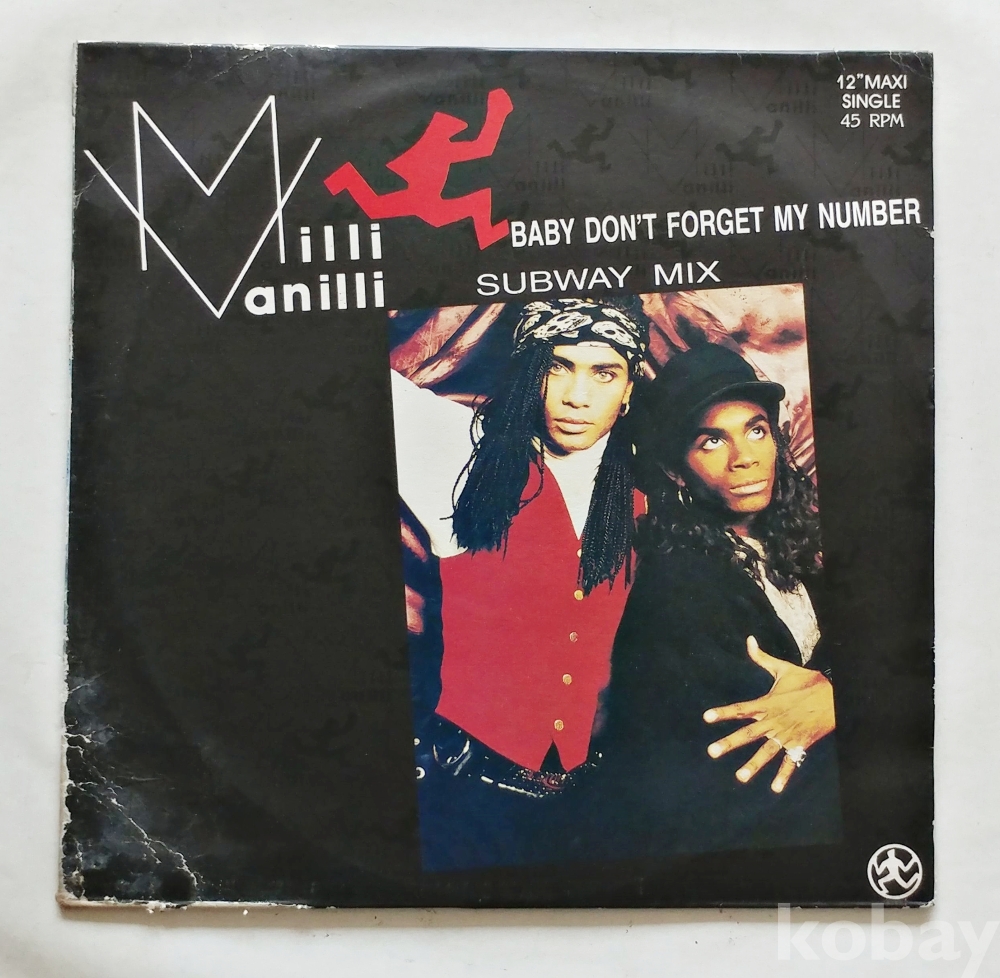 12" MAXI
SINGLE
45 RPM
Milli
Vanilli
BABY DON'T FORGET MY NUMBER
SUBWAY MIX
kobay